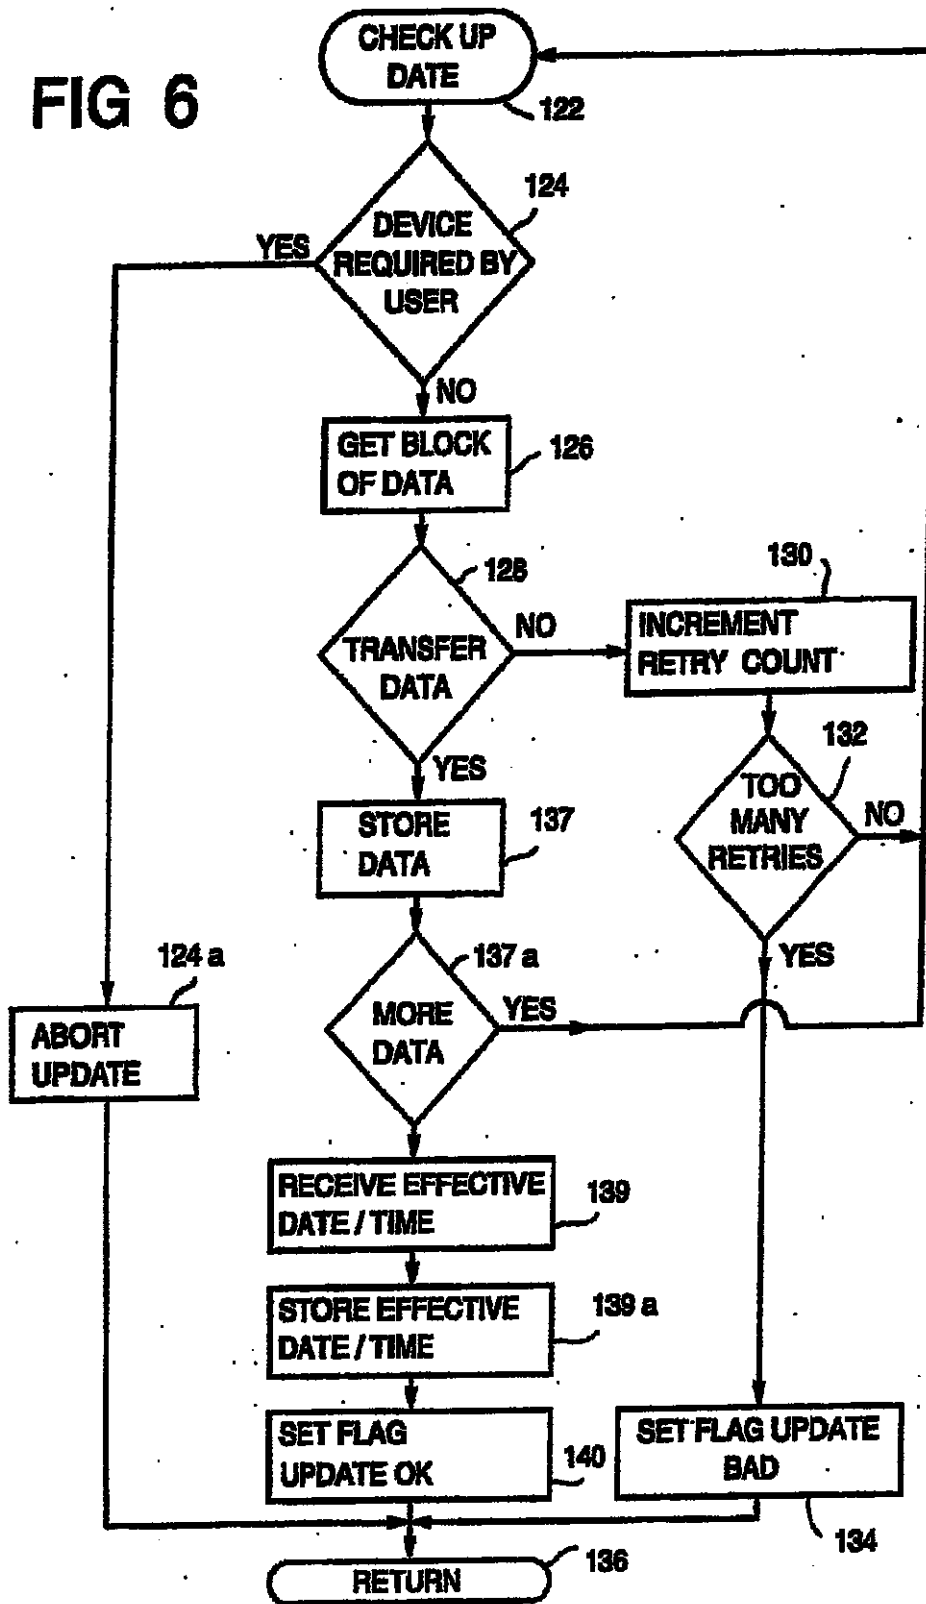 FIG 6
CHECK UP
DATE
122
124
DEVICE
REQUIRED BY
USER
YES
NO
GET BLOCK
OF DATA
126
128
TRANSFER
DATA
NO
YES
130
INCREMENT
RETRY COUNT
132
TOO
MANY
RETRIES
NO
YES
STORE
DATA
137
137 a
MORE
DATA
YES
124 a
ABORT
UPDATE
RECEIVE EFFECTIVE
DATE / TIME
139
STORE EFFECTIVE
DATE / TIME
139 a
SET FLAG
UPDATE OK
140
SET FLAG UPDATE
BAD
134
RETURN
136